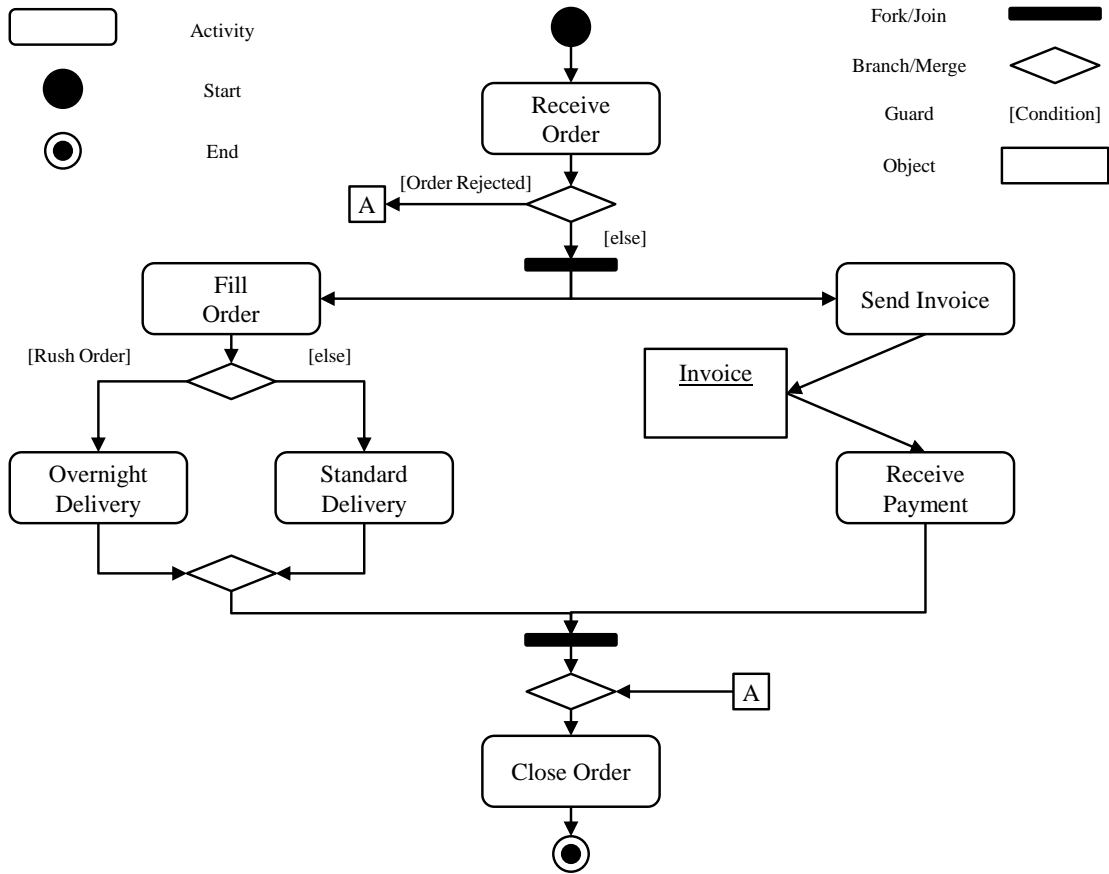 Activity
Start
End
Fork/Join
Branch/Merge
Guard
[Condition]
Object
Receive
Order
[Order Rejected]
A
[else]
Fill
Order
Send Invoice
[Rush Order]
[else]
Invoice
Overnight
Delivery
Standard
Delivery
Receive
Payment
A
Close Order